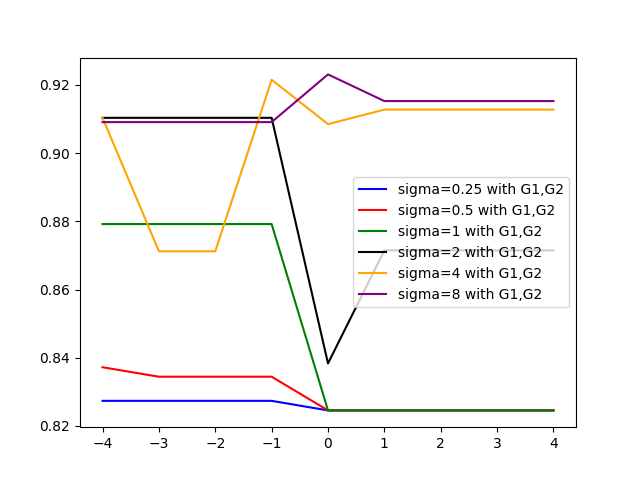 0.92
0.90
0.88
0.86
0.84
0.82
−4 −3 −2 −1 0 1 2 3 4
sigma=0.25 with G1,G2
sigma=0.5 with G1,G2
sigma=1 with G1,G2
sigma=2 with G1,G2
sigma=4 with G1,G2
sigma=8 with G1,G2